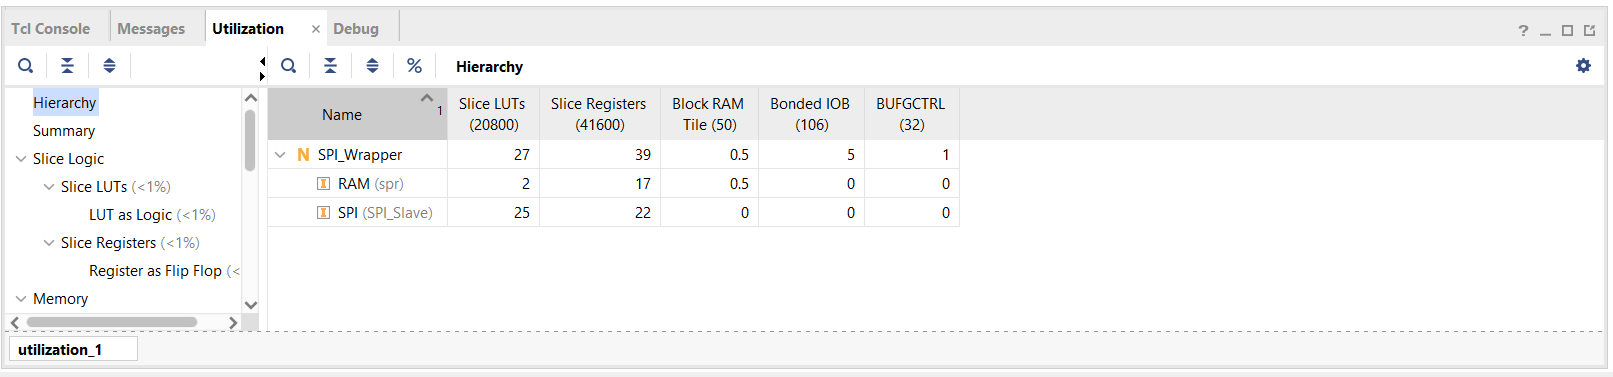 Tcl Console Messages Utilization × Debug ?
% Hierarchy
Hierarchy
Summary
Slice Logic
Slice LUTs (<1%)
LUT as Logic (<1%)
Slice Registers (<1%)
Register as Flip Flop (<
Memory
Name 1 Slice LUTs (20800) Slice Registers (41600) Block RAM Tile (50) Bonded IOB (106) BUFGCTRL (32)
N SPI_Wrapper 27 39 0.5 5 1
I RAM (spr) 2 17 0.5 0 0
I SPI (SPI_Slave) 25 22 0 0 0
utilization_1